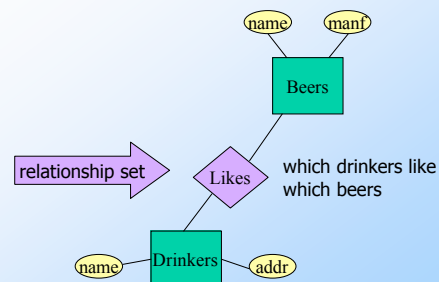 name
manf
Beers
relationship set
Likes
which drinkers like
which beers
name
Drinkers
addr